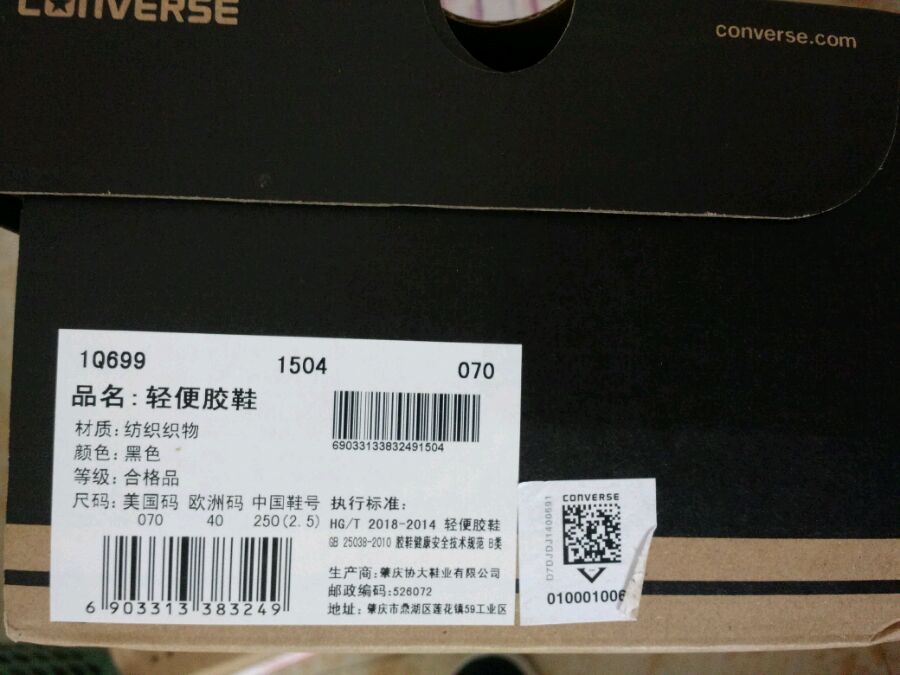 CONVERSE
converse.com
1Q699 1504 070
品名: 轻便胶鞋
材质: 纺织织物
颜色: 黑色
等级: 合格品
尺码: 美国码 欧洲码 中国鞋号
070 40 250(2.5)
6 903313 383249
69033133832491504
执行标准:
HG/T 2018-2014 轻便胶鞋
GB 25038-2010 胶鞋健康安全技术规范 B类
生产商: 肇庆协大鞋业有限公司
邮政编码: 526072
地址: 肇庆市鼎湖区莲花镇59工业区
CONVERSE
D7DJDJ1400591
010001006